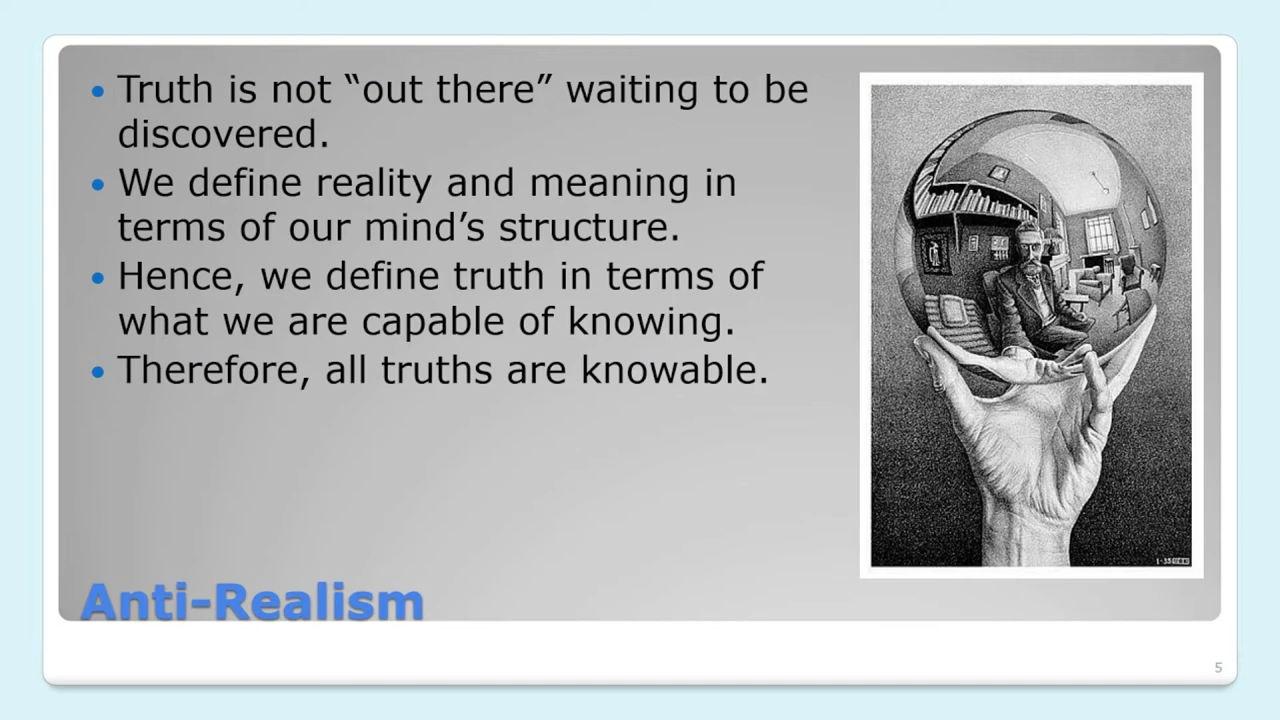 • Truth is not “out there” waiting to be
discovered.
• We define reality and meaning in
terms of our mind’s structure.
• Hence, we define truth in terms of
what we are capable of knowing.
• Therefore, all truths are knowable.
Anti-Realism
5